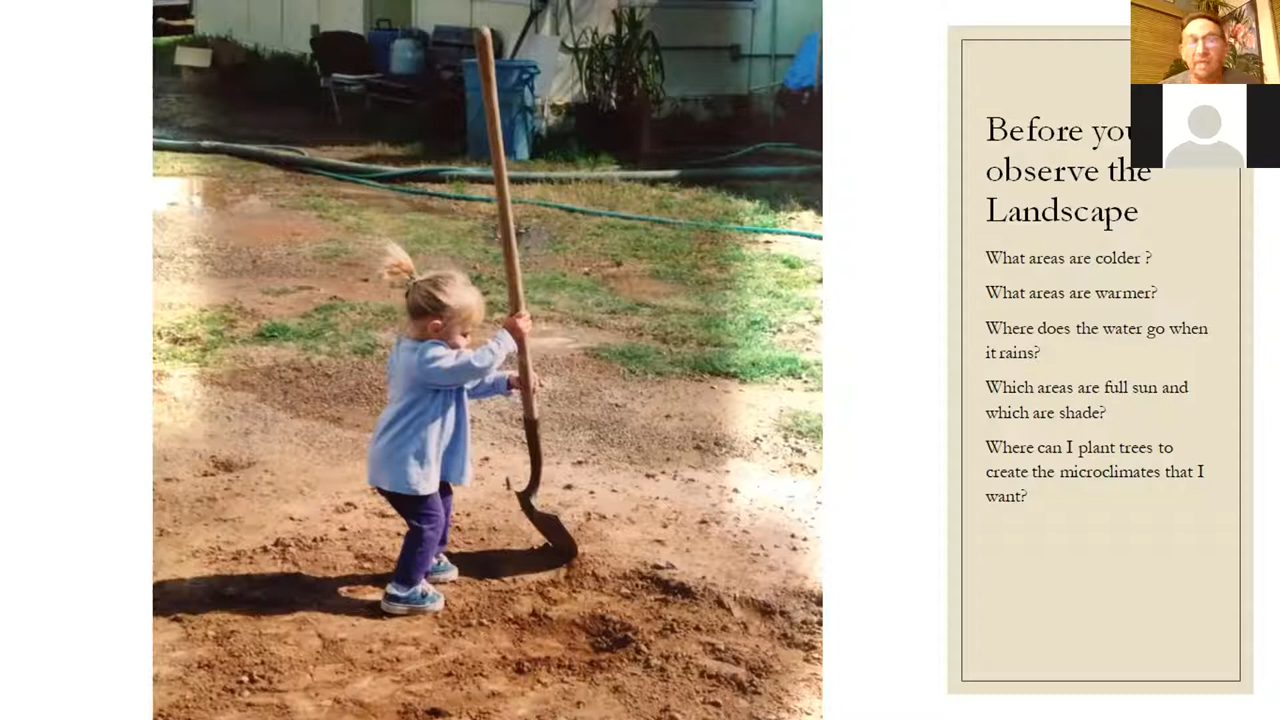 Before you
observe the
Landscape
What areas are colder ?
What areas are warmer?
Where does the water go when
it rains?
Which areas are full sun and
which are shade?
Where can I plant trees to
create the microclimates that I
want?